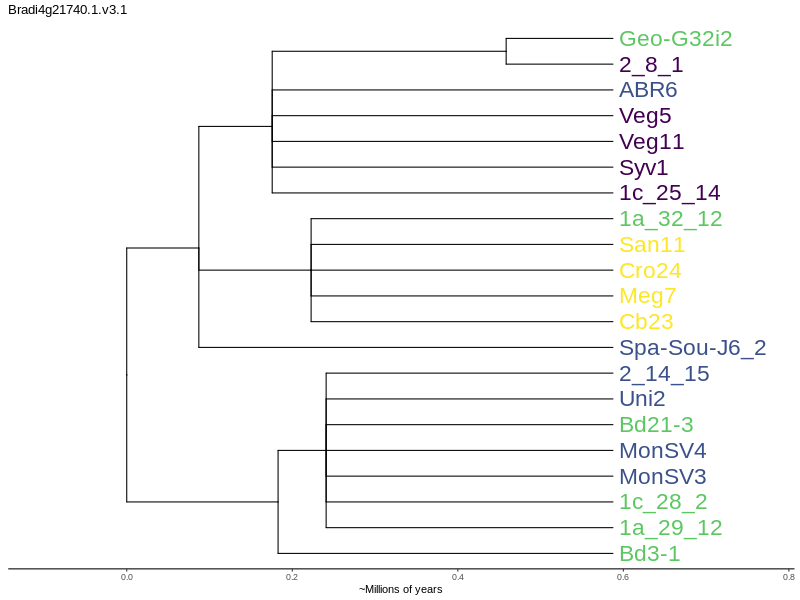 Bradi4g21740.1.v3.1
Geo-G32i2
2_8_1
ABR6
Veg5
Veg11
Syv1
1c_25_14
1a_32_12
San11
Cro24
Meg7
Cb23
Spa-Sou-J6_2
2_14_15
Uni2
Bd21-3
MonSV4
MonSV3
1c_28_2
1a_29_12
Bd3-1
0.0 0.2 0.4 0.6 0.8
~Millions of years